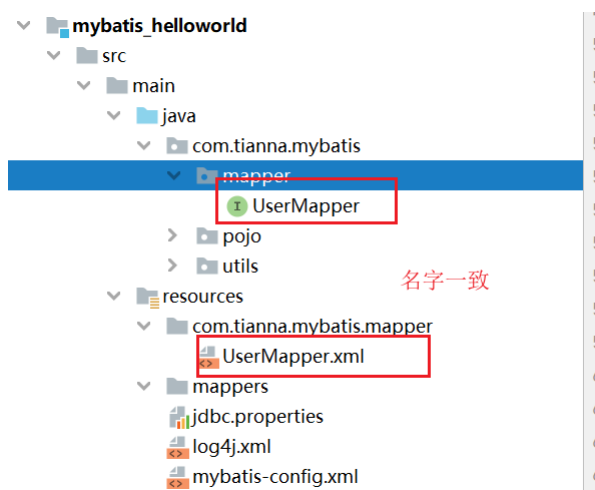 mybatis_helloworld
src
main
java
com.tianna.mybatis
mapper
I UserMapper
pojo
utils
名字一致
resources
com.tianna.mybatis.mapper
UserMapper.xml
mappers
jdbc.properties
log4j.xml
mybatis-config.xml